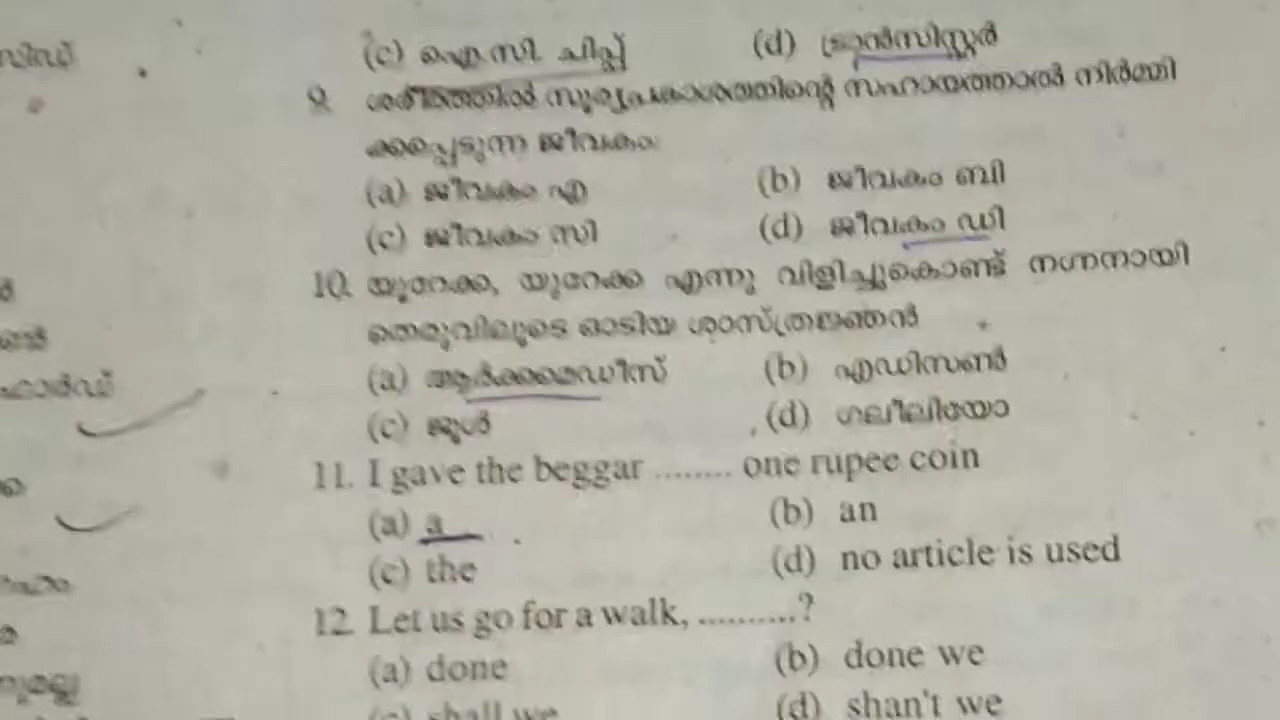 സിഡ്
(c) ഐ.സി. ചിപ്പ് (d) ട്രാൻസിസ്റ്റർ
9. ശരീരത്തിൽ സൂര്യപ്രകാശത്തിന്റെ സഹായത്താൽ നിർമ്മി
ക്കപ്പെടുന്ന ജീവകം
(a) ജീവകം എ (b) ജീവകം ബി
(c) ജീവകം സി (d) ജീവകം ഡി
10. യുറേക്ക, യുറേക്ക എന്നു വിളിച്ചുകൊണ്ട് നഗ്നനായി
തെരുവിലൂടെ ഓടിയ ശാസ്ത്രജ്ഞൻ
(a) ആർക്കമെഡീസ് (b) എഡിസൺ
(c) ജൂൾ (d) ഗലീലിയോ
11. I gave the beggar ........ one rupee coin
(a) a (b) an
(c) the (d) no article is used
12. Let us go for a walk, ..........?
(a) done (b) done we
(c) shall we (d) shan't we